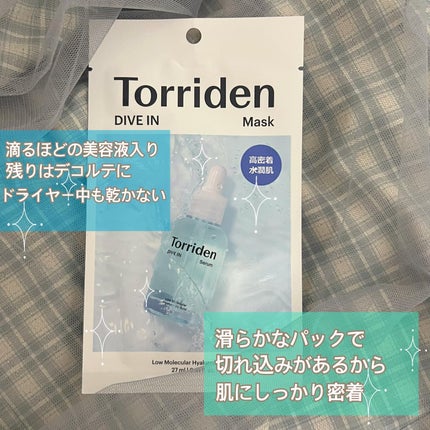 Torriden
DIVE IN
Mask
高密着
水潤肌
滴るほどの美容液入り
残りはデコルテに
ドライヤー中も乾かない
Torriden
DIVE IN
Serum
滑らかなパックで
切れ込みがあるから
肌にしっかり密着
Low Molecular
27 ml